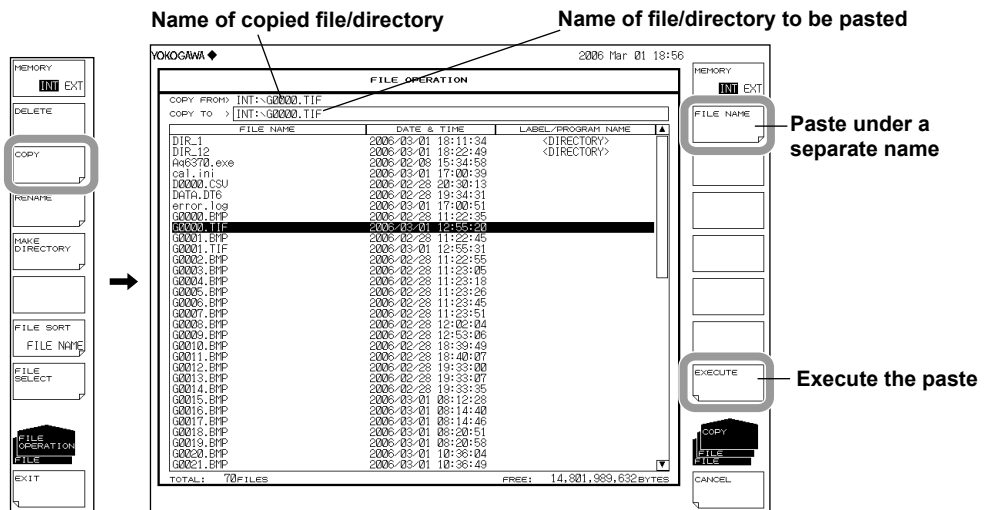 Name of copied file/directory
Name of file/directory to be pasted
MEMORY
INT EXT
DELETE
COPY
RENAME
MAKE
DIRECTORY
FILE SORT
FILE NAME
FILE
SELECT
FILE
OPERATION
FILE
EXIT
YOKOGAWA◆ 2006 Mar 01 18:56
FILE OPERATION
COPY FROM> INT:\G0000.TIF
COPY TO > INT:\G0000.TIF
FILE NAME DATE & TIME LABEL/PROGRAM NAME
DIR_1 2006/03/01 18:11:34 <DIRECTORY>
DIR_12 2006/03/01 18:22:49 <DIRECTORY>
Aq6370.exe 2006/02/08 15:34:58
cal.ini 2006/03/01 17:00:39
D0000.CSV 2006/02/28 20:30:13
DATA.DT6 2006/02/28 19:34:31
error.log 2006/03/01 17:00:51
G0000.BMP 2006/02/28 11:22:35
G0000.TIF 2006/03/01 12:55:20
G0001.BMP 2006/02/28 11:22:45
G0001.TIF 2006/03/01 12:55:31
G0002.BMP 2006/02/28 11:22:55
G0003.BMP 2006/02/28 11:23:05
G0004.BMP 2006/02/28 11:23:18
G0005.BMP 2006/02/28 11:23:26
G0006.BMP 2006/02/28 11:23:45
G0007.BMP 2006/02/28 11:23:51
G0008.BMP 2006/02/28 12:02:04
G0009.BMP 2006/02/28 12:53:06
G0010.BMP 2006/02/28 18:39:49
G0011.BMP 2006/02/28 18:40:07
G0012.BMP 2006/02/28 19:33:00
G0013.BMP 2006/02/28 19:33:07
G0014.BMP 2006/02/28 19:33:35
G0015.BMP 2006/03/01 08:12:28
G0016.BMP 2006/03/01 08:14:40
G0017.BMP 2006/03/01 08:14:46
G0018.BMP 2006/03/01 08:20:51
G0019.BMP 2006/03/01 08:20:58
G0020.BMP 2006/03/01 10:36:04
G0021.BMP 2006/03/01 10:36:49
TOTAL: 70FILES FREE: 14,801,989,632BYTES
MEMORY
INT EXT
FILE NAME
EXECUTE
COPY
FILE
FILE
CANCEL
Paste under a
separate name
Execute the paste